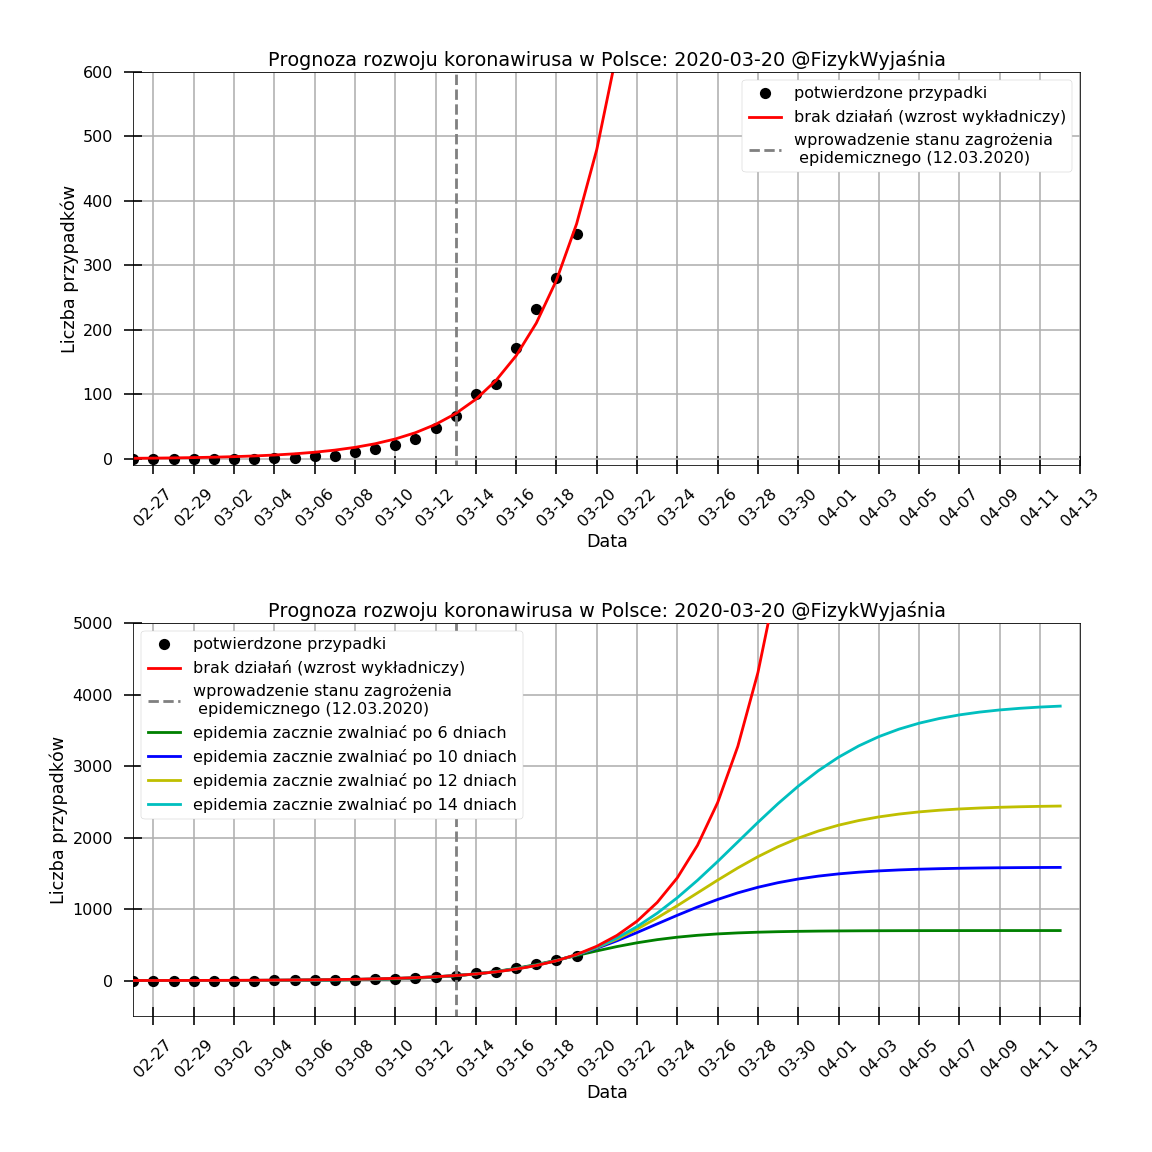 Prognoza rozwoju koronawirusa w Polsce: 2020-03-20 @FizykWyjaśnia
600
500
400
300
200
100
0
Liczba przypadków
potwierdzone przypadki
brak działań (wzrost wykładniczy)
wprowadzenie stanu zagrożenia
epidemicznego (12.03.2020)
02-27 02-29 03-02 03-04 03-06 03-08 03-10 03-12 03-14 03-16 03-18 03-20 03-22 03-24 03-26 03-28 03-30 04-01 04-03 04-05 04-07 04-09 04-11 04-13
Data
Prognoza rozwoju koronawirusa w Polsce: 2020-03-20 @FizykWyjaśnia
5000
4000
3000
2000
1000
0
Liczba przypadków
potwierdzone przypadki
brak działań (wzrost wykładniczy)
wprowadzenie stanu zagrożenia
epidemicznego (12.03.2020)
epidemia zacznie zwalniać po 6 dniach
epidemia zacznie zwalniać po 10 dniach
epidemia zacznie zwalniać po 12 dniach
epidemia zacznie zwalniać po 14 dniach
02-27 02-29 03-02 03-04 03-06 03-08 03-10 03-12 03-14 03-16 03-18 03-20 03-22 03-24 03-26 03-28 03-30 04-01 04-03 04-05 04-07 04-09 04-11 04-13
Data